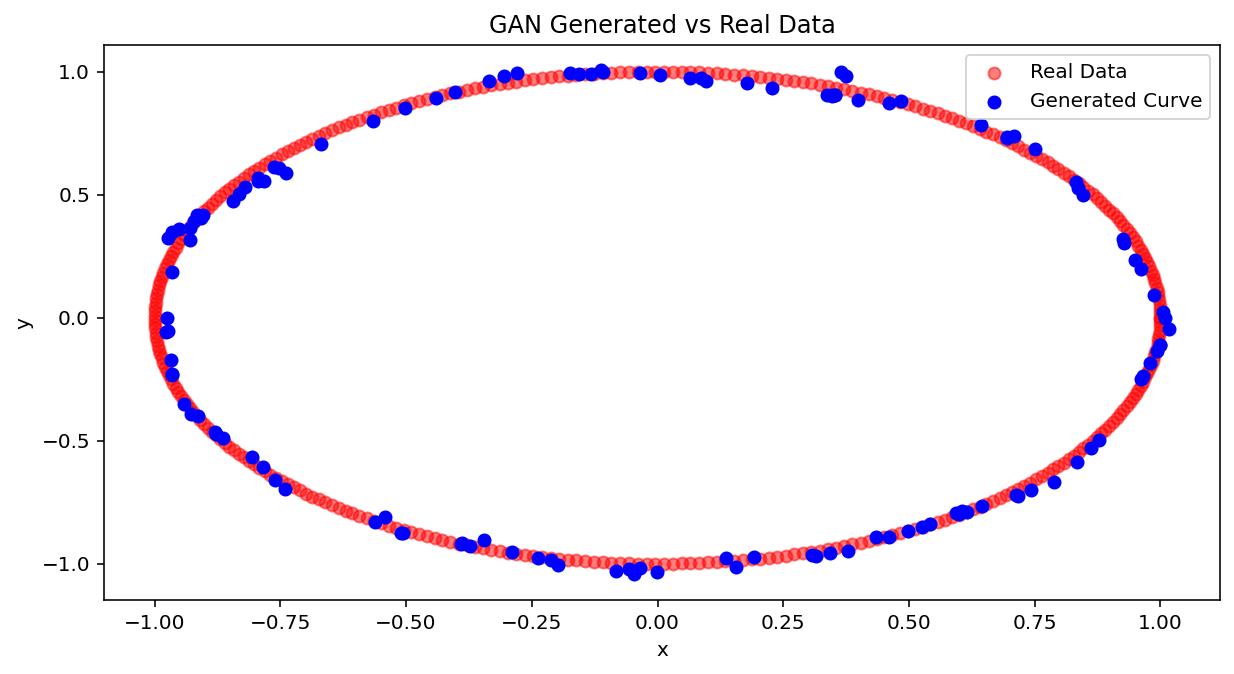 GAN Generated vs Real Data
Real Data
Generated Curve
1.0
0.5
0.0
−0.5
−1.0
y
−1.00 −0.75 −0.50 −0.25 0.00 0.25 0.50 0.75 1.00
x